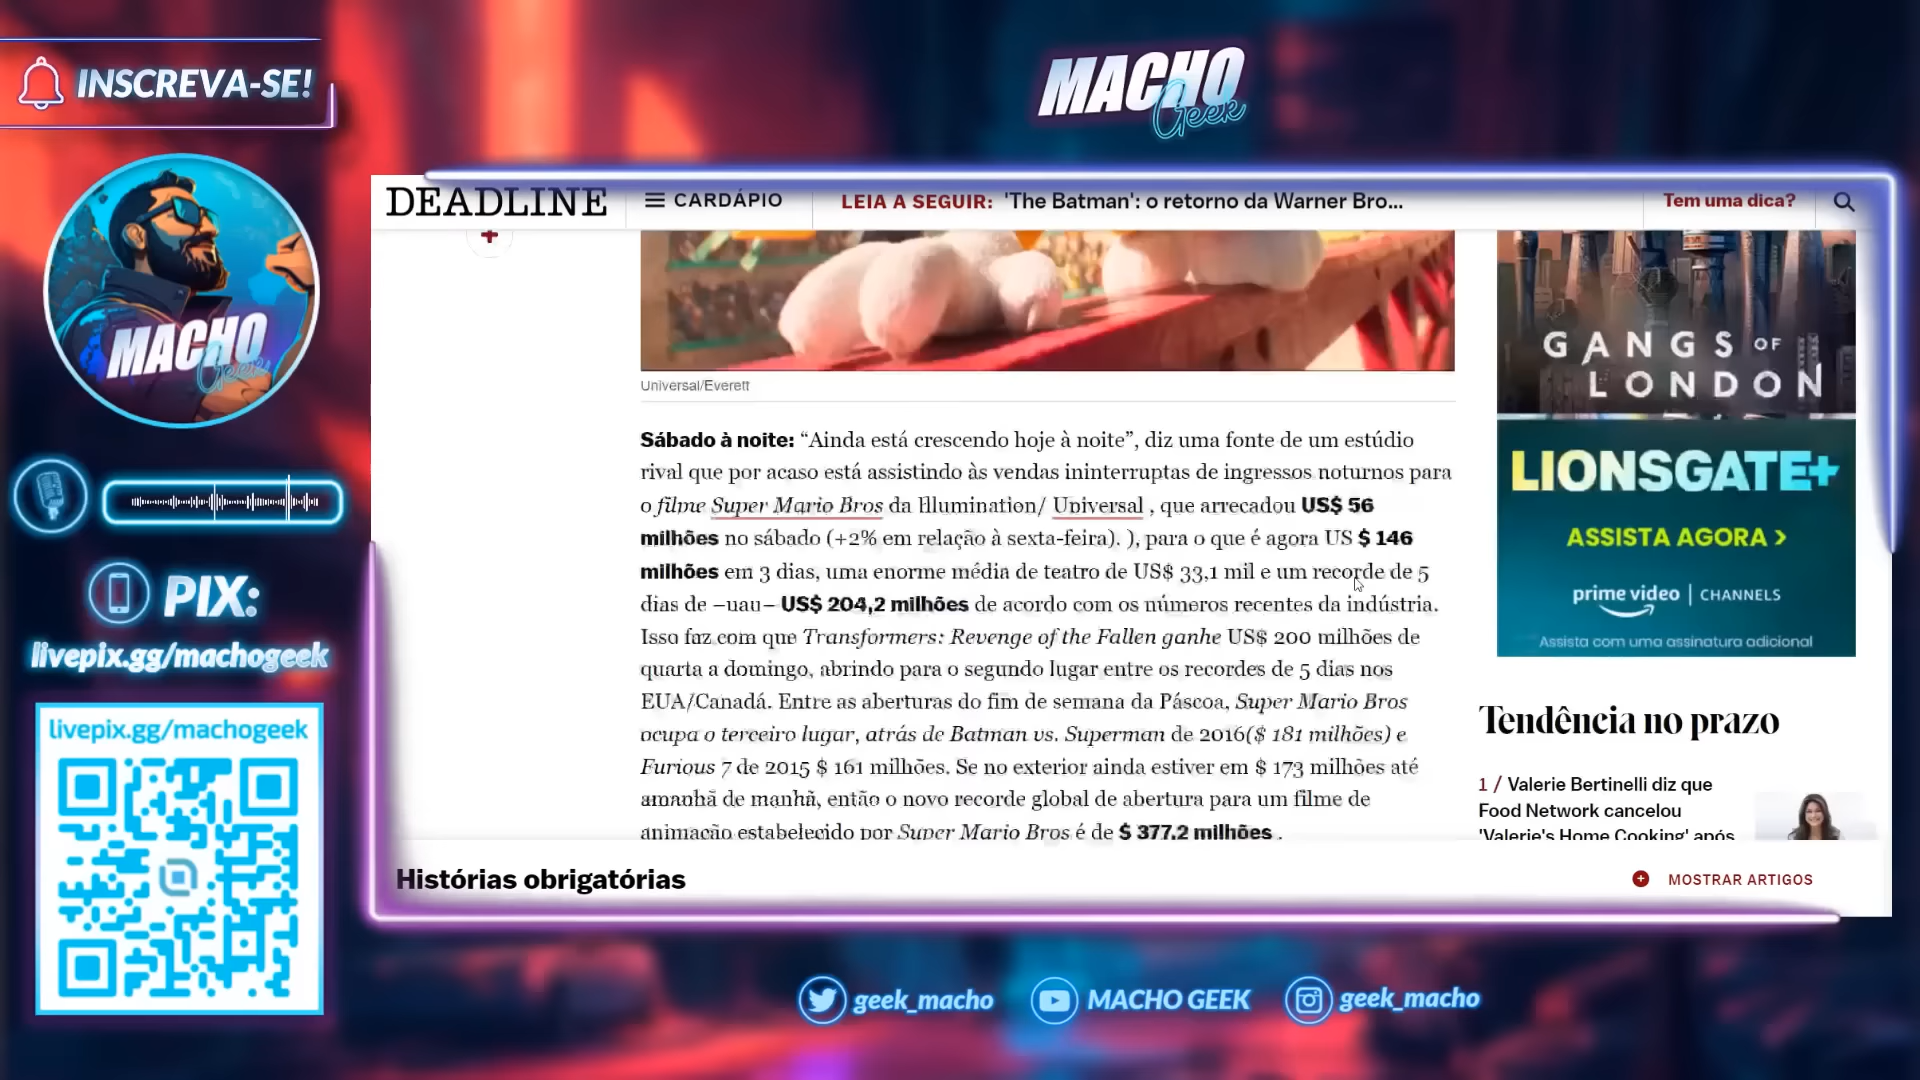 INSCREVA-SE!
MACHO
Geek
MACHO
Geek
PIX:
livepix.gg/machogeek
livepix.gg/machogeek
DEADLINE
CARDÁPIO
LEIA A SEGUIR: 'The Batman': o retorno da Warner Bro...
Tem uma dica?
Universal/Everett
Sábado à noite: “Ainda está crescendo hoje à noite”, diz uma fonte de um estúdio
rival que por acaso está assistindo às vendas ininterruptas de ingressos noturnos para
o filme Super Mario Bros da Illumination/ Universal , que arrecadou US$ 56
milhões no sábado (+2% em relação à sexta-feira). ), para o que é agora US $ 146
milhões em 3 dias, uma enorme média de teatro de US$ 33,1 mil e um recorde de 5
dias de –uau– US$ 204,2 milhões de acordo com os números recentes da indústria.
Isso faz com que Transformers: Revenge of the Fallen ganhe US$ 200 milhões de
quarta a domingo, abrindo para o segundo lugar entre os recordes de 5 dias nos
EUA/Canadá. Entre as aberturas do fim de semana da Páscoa, Super Mario Bros
ocupa o terceiro lugar, atrás de Batman vs. Superman de 2016($ 181 milhões) e
Furious 7 de 2015 $ 161 milhões. Se no exterior ainda estiver em $ 173 milhões até
amanhã de manhã, então o novo recorde global de abertura para um filme de
animação estabelecido por Super Mario Bros é de $ 377,2 milhões .
GANGS OF
LONDON
LIONSGATE+
ASSISTA AGORA >
prime video | CHANNELS
Assista com uma assinatura adicional
Tendência no prazo
1 / Valerie Bertinelli diz que
Food Network cancelou
'Valerie's Home Cooking' após
Histórias obrigatórias
MOSTRAR ARTIGOS
geek_macho
MACHO GEEK
geek_macho